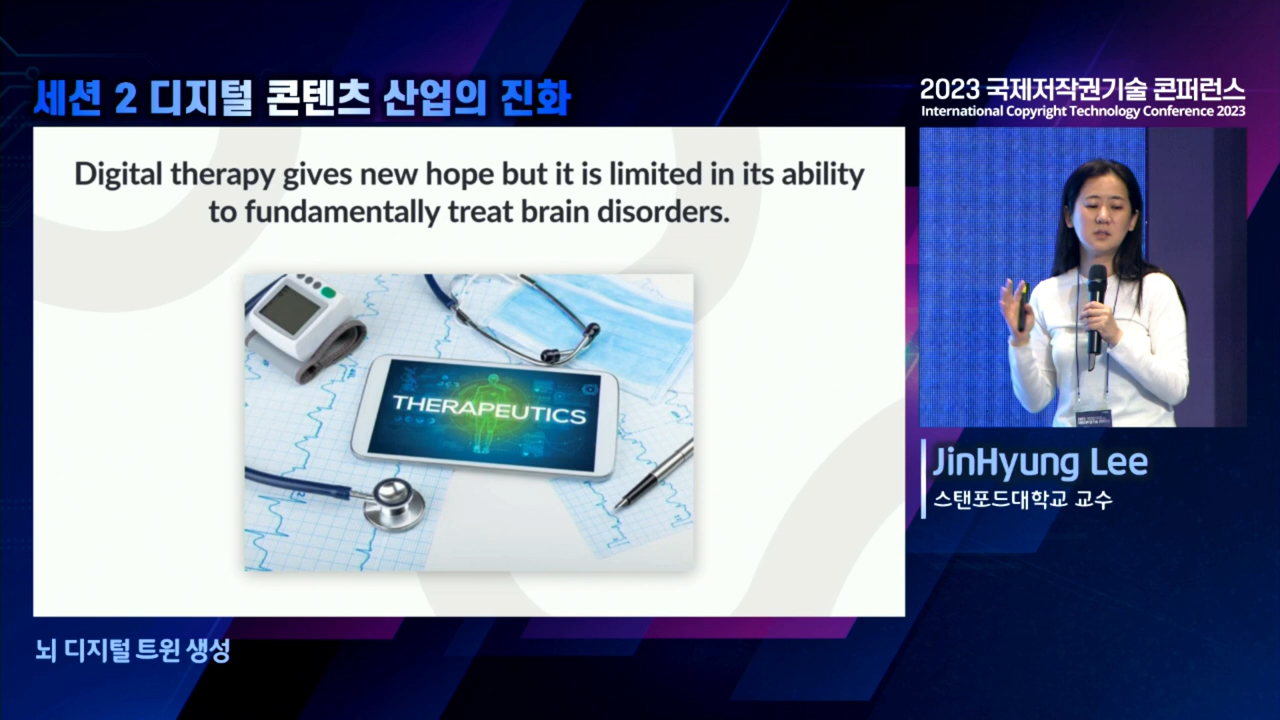 세션 2 디지털 콘텐츠 산업의 진화
2023 국제저작권기술 콘퍼런스
International Copyright Technology Conference 2023
Digital therapy gives new hope but it is limited in its ability
to fundamentally treat brain disorders.
THERAPEUTICS
JinHyung Lee
스탠포드대학교 교수
뇌 디지털 트윈 생성